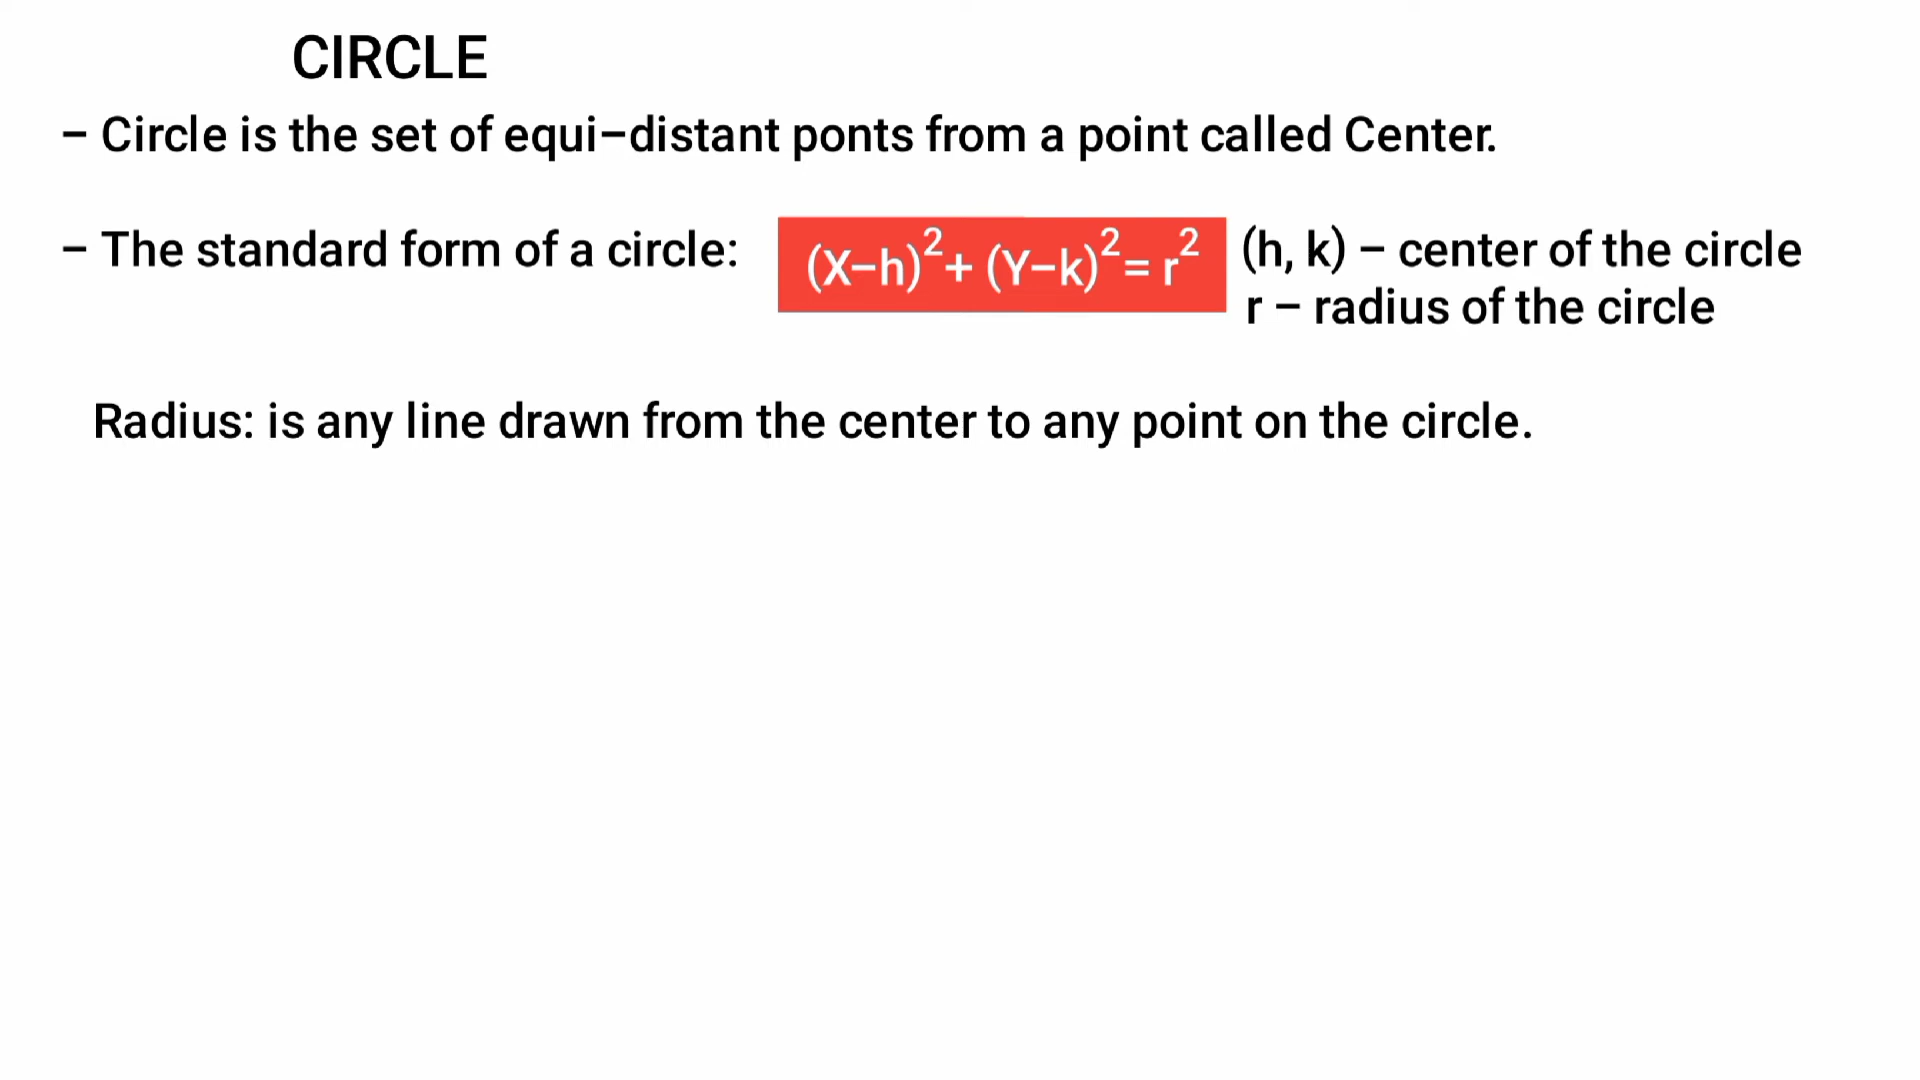 CIRCLE
– Circle is the set of equi–distant ponts from a point called Center.
– The standard form of a circle: (X–h)²+ (Y–k)²= r² (h, k) – center of the circle
r – radius of the circle
Radius: is any line drawn from the center to any point on the circle.